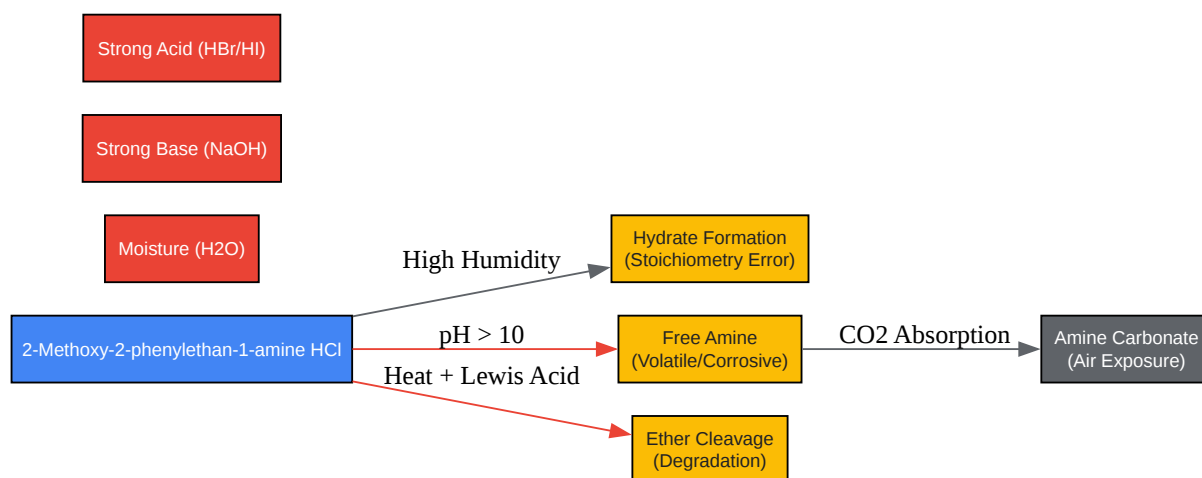 Strong Acid (HBr/HI)
Strong Base (NaOH)
Moisture (H2O)
High Humidity
Hydrate Formation
(Stoichiometry Error)
2-Methoxy-2-phenylethan-1-amine HCl
pH > 10
Free Amine
(Volatile/Corrosive)
CO2 Absorption
Amine Carbonate
(Air Exposure)
Heat + Lewis Acid
Ether Cleavage
(Degradation)